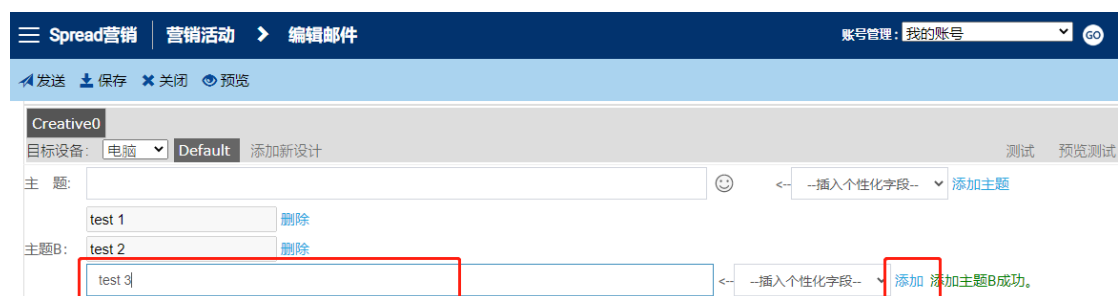 Spread营销 营销活动 编辑邮件 账号管理: 我的账号 GO
发送 保存 关闭 预览
Creative0
目标设备: 电脑 Default 添加新设计 测试 预览测试
主 题: <-- --插入个性化字段-- 添加主题
test 1 删除
主题B: test 2 删除
test 3 <-- --插入个性化字段-- 添加 添加主题B成功。